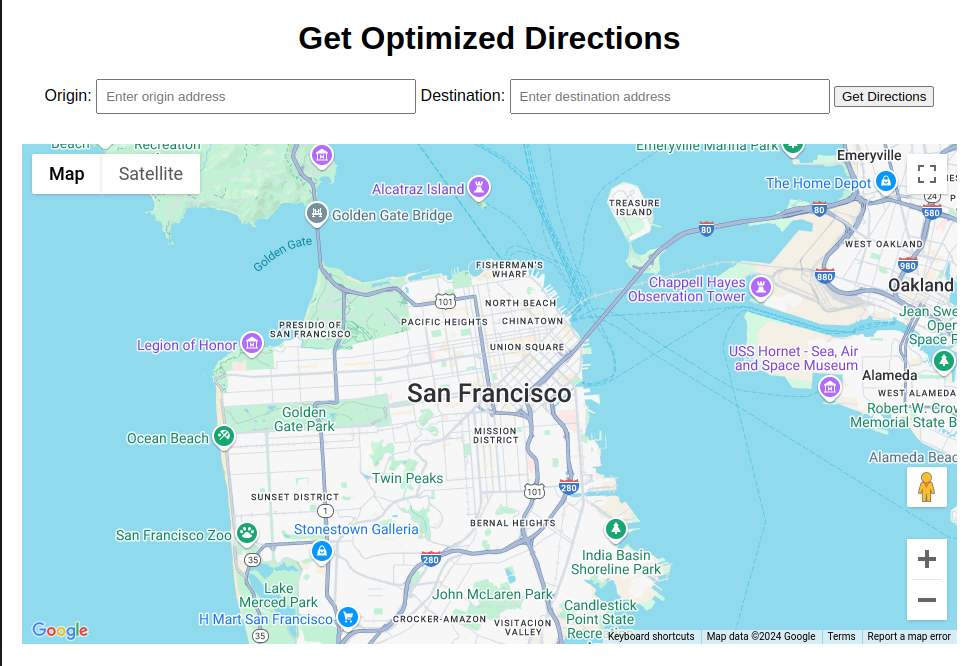 Get Optimized Directions
Origin: Enter origin address Destination: Enter destination address Get Directions
Beach
Recreation
Emeryville Marina Park
Emeryville
Map Satellite
Alcatraz Island
The Home Depot
Golden Gate Bridge
TREASURE
ISLAND
24
580
80
80
Golden Gate
WEST OAKLAND
FISHERMAN'S
WHARF
980
880
Chappell Hayes
Observation Tower
Oakland
101
NORTH BEACH
PACIFIC HEIGHTS
CHINATOWN
PRESIDIO OF
SAN FRANCISCO
Jean Swe
Oper
Space F
Legion of Honor
UNION SQUARE
USS Hornet - Sea, Air
and Space Museum
Alameda
San Francisco
WEST ALAMEDA
Golden
Gate Park
Robert W. Crow
Memorial State B
Ocean Beach
MISSION
DISTRICT
Alameda Beac
Twin Peaks
280
101
SUNSET DISTRICT
1
BERNAL HEIGHTS
San Francisco Zoo
Stonestown Galleria
35
280
India Basin
Shoreline Park
Lake
Merced Park
John McLaren Park
Candlestick
Point State
Recre
H Mart San Francisco
CROCKER-AMAZON
VISITACION
VALLEY
35
Google
Keyboard shortcuts Map data ©2024 Google Terms Report a map error